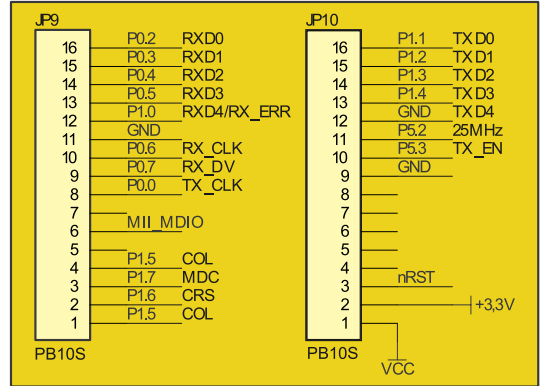 JP9
16 P0.2 RXD0
15 P0.3 RXD1
14 P0.4 RXD2
13 P0.5 RXD3
12 P1.0 RXD4/RX_ERR
11 GND
10 P0.6 RX_CLK
9 P0.7 RX_DV
8 P0.0 TX_CLK
7
6 MII_MDIO
5
4 P1.5 COL
3 P1.7 MDC
2 P1.6 CRS
1 P1.5 COL
PB10S
JP10
16 P1.1 TXD0
15 P1.2 TXD1
14 P1.3 TXD2
13 P1.4 TXD3
12 GND TXD4
11 P5.2 25MHz
10 P5.3 TX_EN
9 GND
8
7
6
5
4
3 nRST
2 +3,3V
1
PB10S
VCC